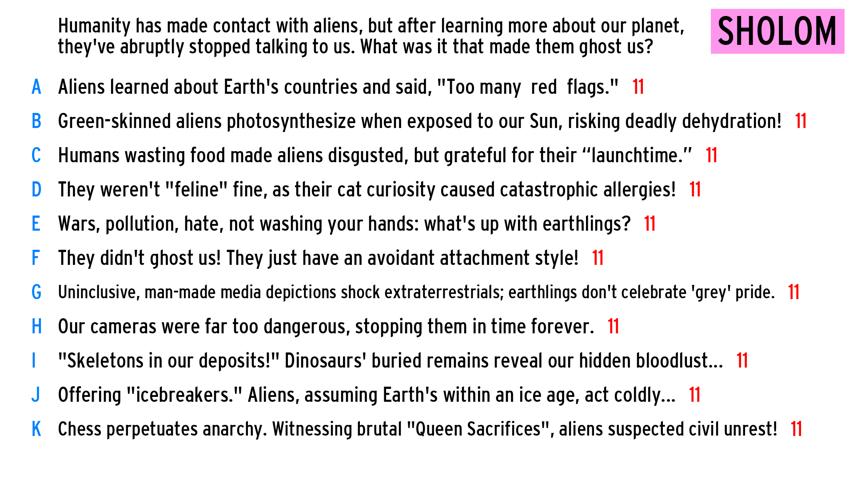 Humanity has made contact with aliens, but after learning more about our planet,
they've abruptly stopped talking to us. What was it that made them ghost us?
SHOLOM
A Aliens learned about Earth's countries and said, "Too many red flags." 11
B Green-skinned aliens photosynthesize when exposed to our Sun, risking deadly dehydration! 11
C Humans wasting food made aliens disgusted, but grateful for their “launchtime.” 11
D They weren't "feline" fine, as their cat curiosity caused catastrophic allergies! 11
E Wars, pollution, hate, not washing your hands: what's up with earthlings? 11
F They didn't ghost us! They just have an avoidant attachment style! 11
G Uninclusive, man-made media depictions shock extraterrestrials; earthlings don't celebrate 'grey' pride. 11
H Our cameras were far too dangerous, stopping them in time forever. 11
I "Skeletons in our deposits!" Dinosaurs' buried remains reveal our hidden bloodlust... 11
J Offering "icebreakers." Aliens, assuming Earth's within an ice age, act coldly... 11
K Chess perpetuates anarchy. Witnessing brutal "Queen Sacrifices", aliens suspected civil unrest! 11